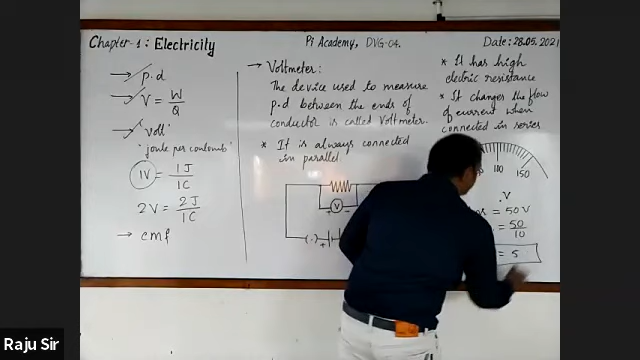 Chapter-1: Electricity
Pi Academy, DVG-04.
Date: 28.05.2021
p.d
V = W
Q
Volt
"joule per coulomb"
1V = 1J
1C
2V = 2J
1C
→ emf
→ Voltmeter:
The device used to measure
p.d between the ends of
conductor is called Voltmeter.
* It is always connected
in parallel.
+ V −
(.)
+
* It has high
electric resistance
* It changes the flow
of current when
connected in series
100
150
V
= 50 V
= 50
10
= 5
Raju Sir